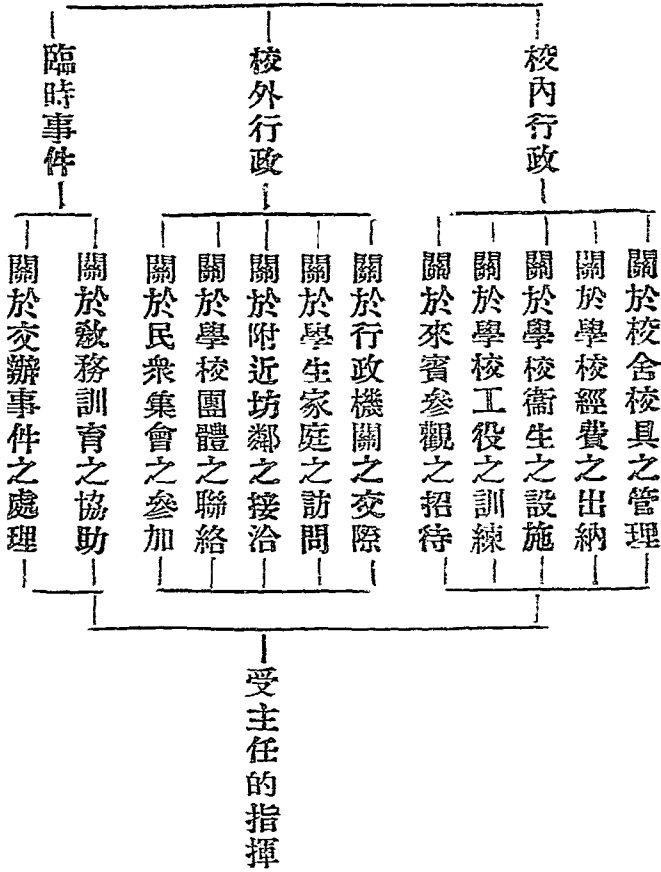 校內行政
校外行政
臨時事件
關於校舍校具之管理
關於學校經費之出納
關於學校衞生之設施
關於學校工役之訓練
關於來賓參觀之招待
關於行政機關之交際
關於學生家庭之訪問
關於附近坊鄰之接洽
關於學校團體之聯絡
關於民衆集會之參加
關於敎務訓育之協助
關於交辦事件之處理
受主任的指揮